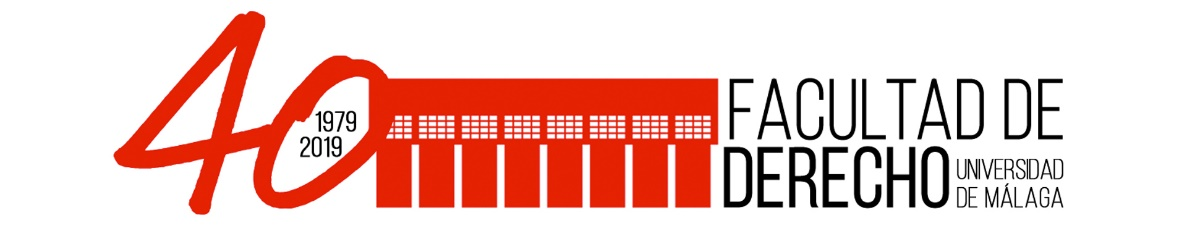 40
1979
2019
FACULTAD DE
DERECHO
UNIVERSIDAD
DE MÁLAGA